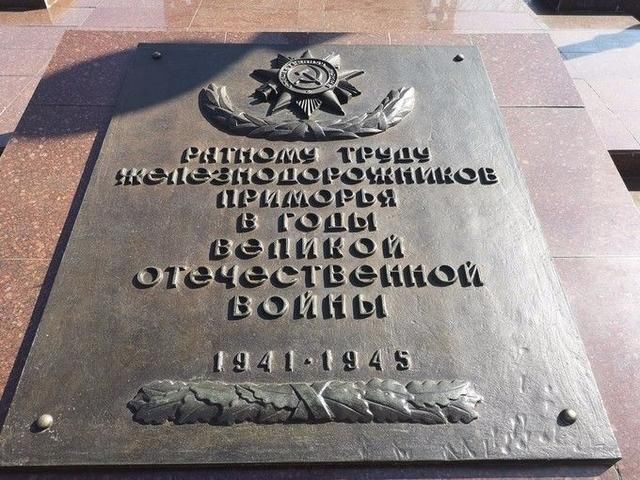 РАТНОМУ ТРУДУ
ЖЕЛЕЗНОДОРОЖНИКОВ
ПРИМОРЬЯ
В ГОДЫ
ВЕЛИКОЙ
ОТЕЧЕСТВЕННОЙ
ВОЙНЫ
1941·1945